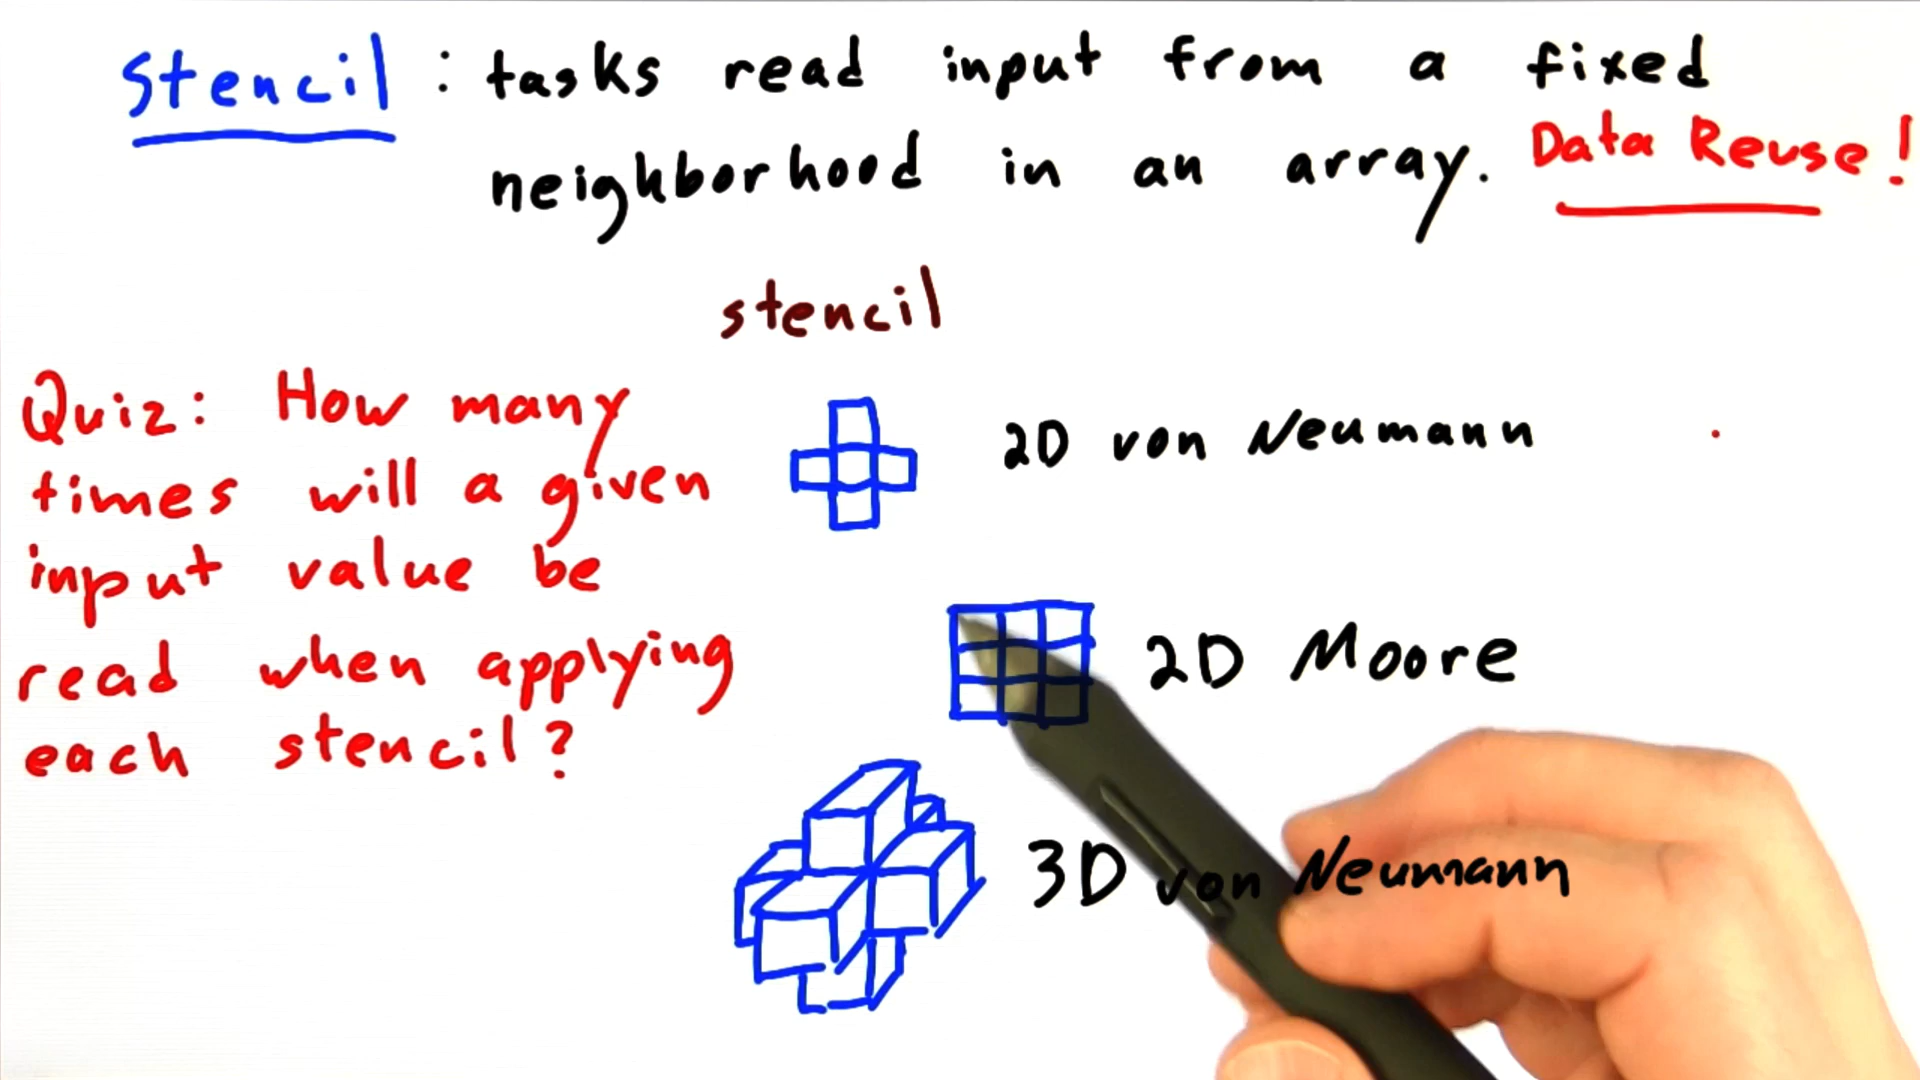 Stencil : tasks read input from a fixed
neighborhood in an array. Data Reuse!
stencil
Quiz: How many
times will a given
input value be
read when applying
each stencil?
2D von Neumann
2D Moore
3D von Neumann